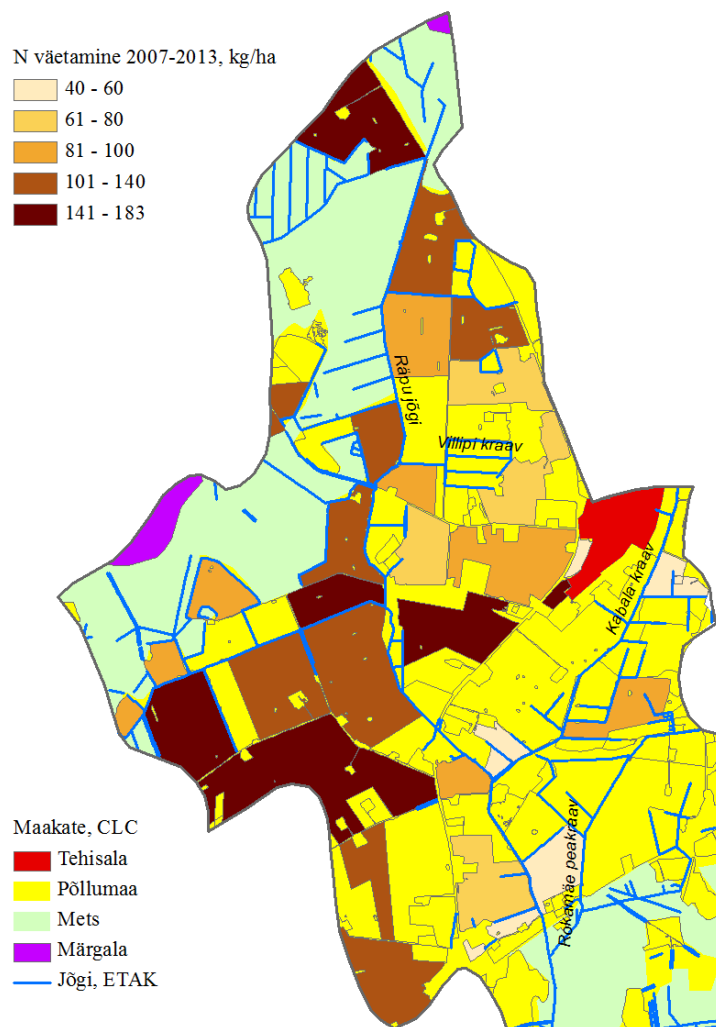 N väetamine 2007-2013, kg/ha
40 - 60
61 - 80
81 - 100
101 - 140
141 - 183
Räpu jõgi
Villipi kraav
Kabala kraav
Rõkamäe peakraav
Maakate, CLC
Tehisala
Põllumaa
Mets
Märgala
Jõgi, ETAK